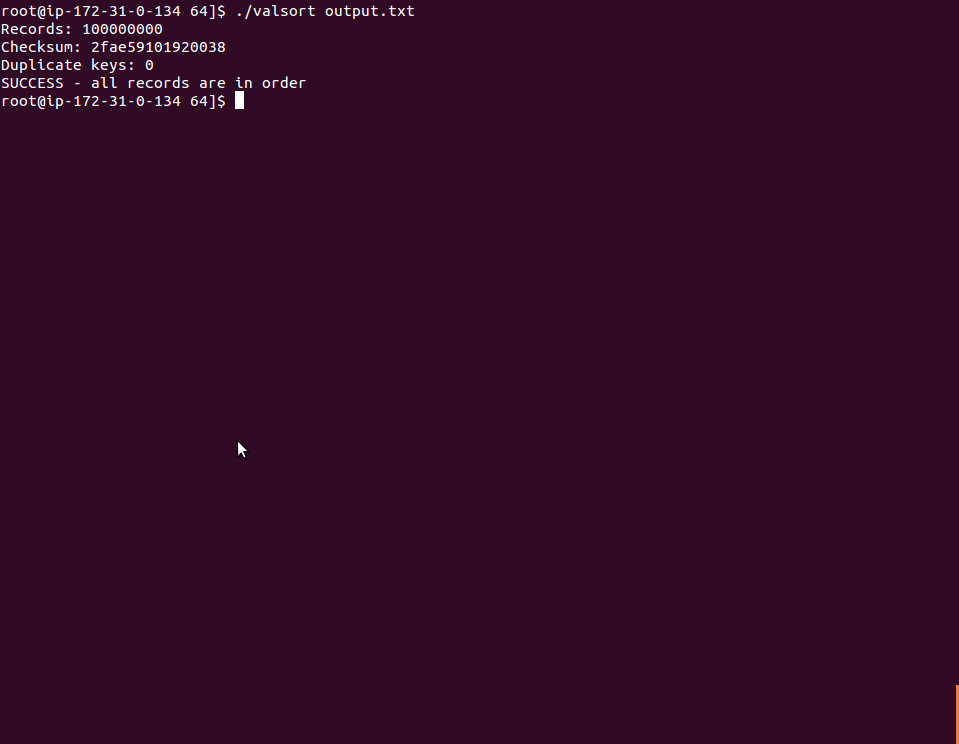 root@ip-172-31-0-134 64]$ ./valsort output.txt
Records: 100000000
Checksum: 2fae59101920038
Duplicate keys: 0
SUCCESS - all records are in order
root@ip-172-31-0-134 64]$